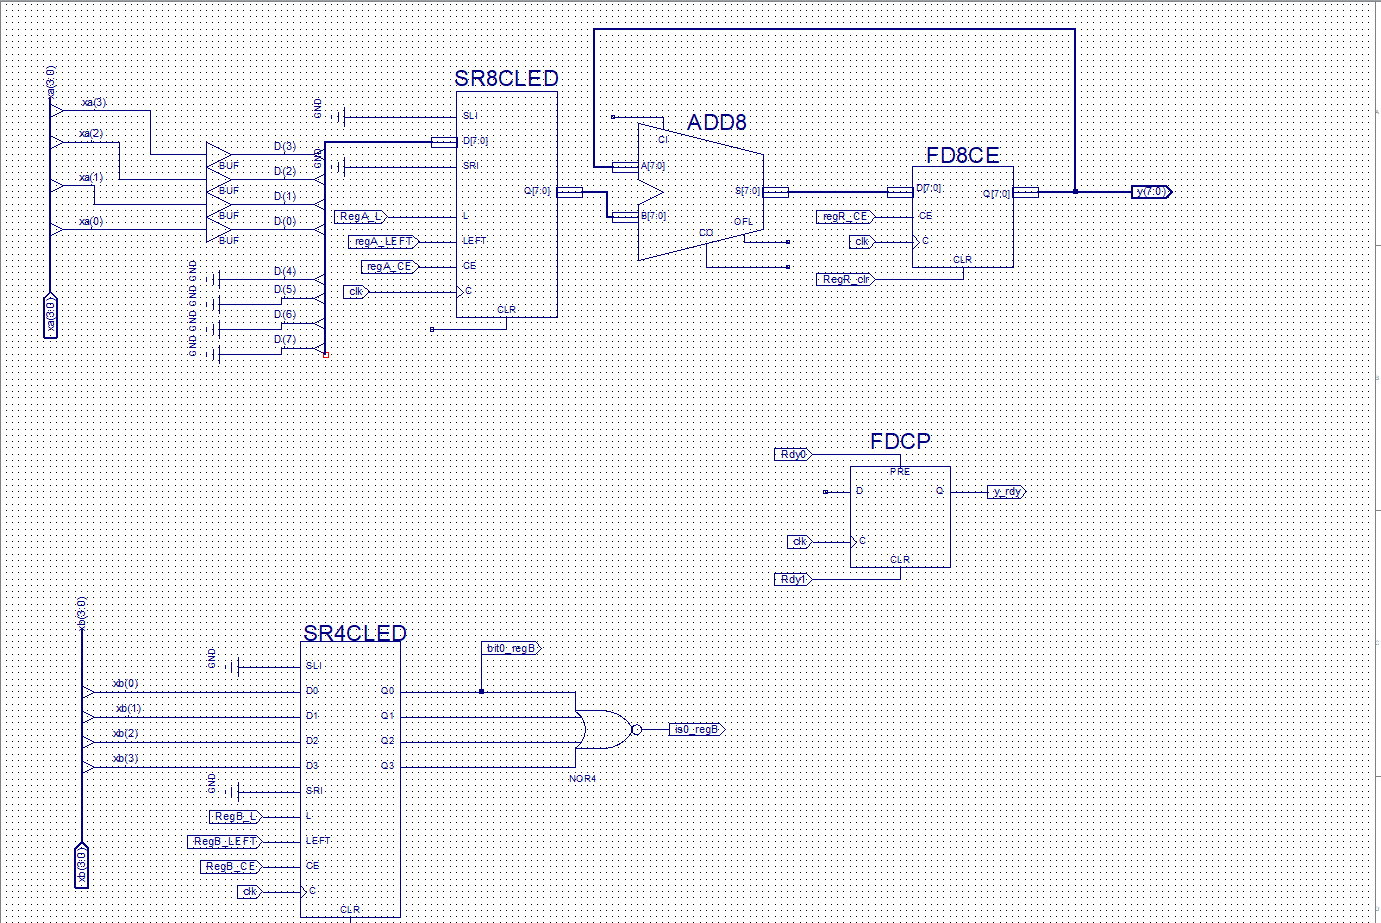 SR8CLED
xa(3:0)
xa(3)
xa(2)
xa(1)
xa(0)
xa(3:0)
BUF
BUF
BUF
BUF
D(3)
D(2)
D(1)
D(0)
GND
GND
GND
GND
D(4)
D(5)
D(6)
D(7)
GND
GND
SLI
D[7:0]
SRI
RegA_L
L
regA_LEFT
LEFT
regA_CE
CE
clk
C
CLR
Q[7:0]
ADD8
CI
A[7:0]
B[7:0]
S[7:0]
OFL
CO
FD8CE
D[7:0]
Q[7:0]
regR_CE
CE
clk
C
RegR_clr
CLR
y(7:0)
FDCP
Rdy0
PRE
D
Q
y_rdy
clk
C
CLR
Rdy1
xb(3:0)
SR4CLED
GND
SLI
xb(0)
D0
Q0
xb(1)
D1
Q1
xb(2)
D2
Q2
xb(3)
D3
Q3
bit0_regB
is0_regB
NOR4
GND
SRI
RegB_L
L
RegB_LEFT
LEFT
RegB_CE
CE
clk
C
CLR
xb(3:0)